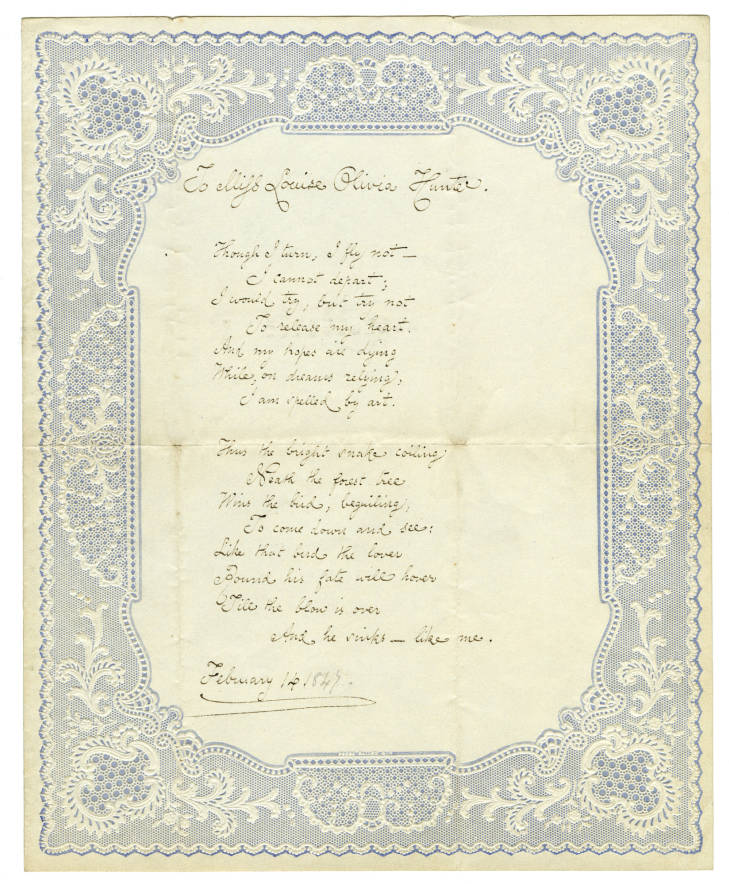 To Miss Louise Olivia Hunter.
Though I turn, I fly not —
I cannot depart;
I would try, but try not
To release my heart.
And my hopes are dying
While, on dreams relying,
I am spelled by art.
Thus the bright snake coiling
Neath the forest tree
Wins the bird, beguiling,
To come down and see:
Like that bird the lover
Round his fate will hover
Till the blow is over
And he sinks — like me.
February 14 1847.